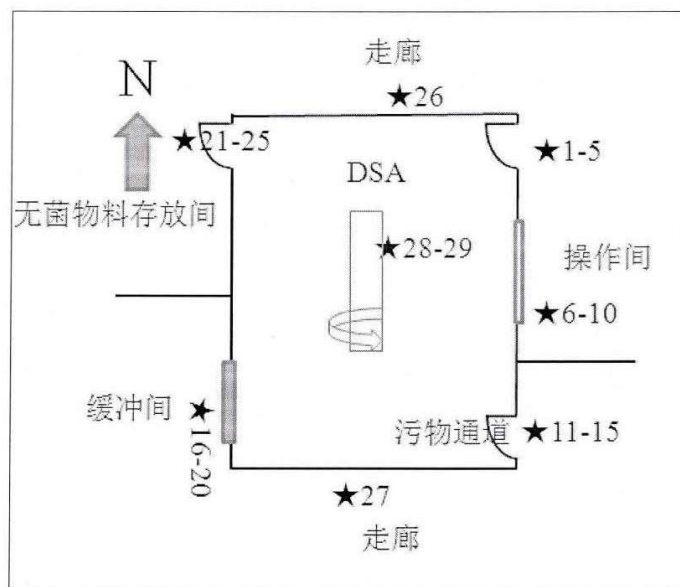 走廊
N
★26
★21-25
★1-5
DSA
无菌物料存放间
★28-29
操作间
★6-10
缓冲间
★16-20
污物通道
★11-15
★27
走廊